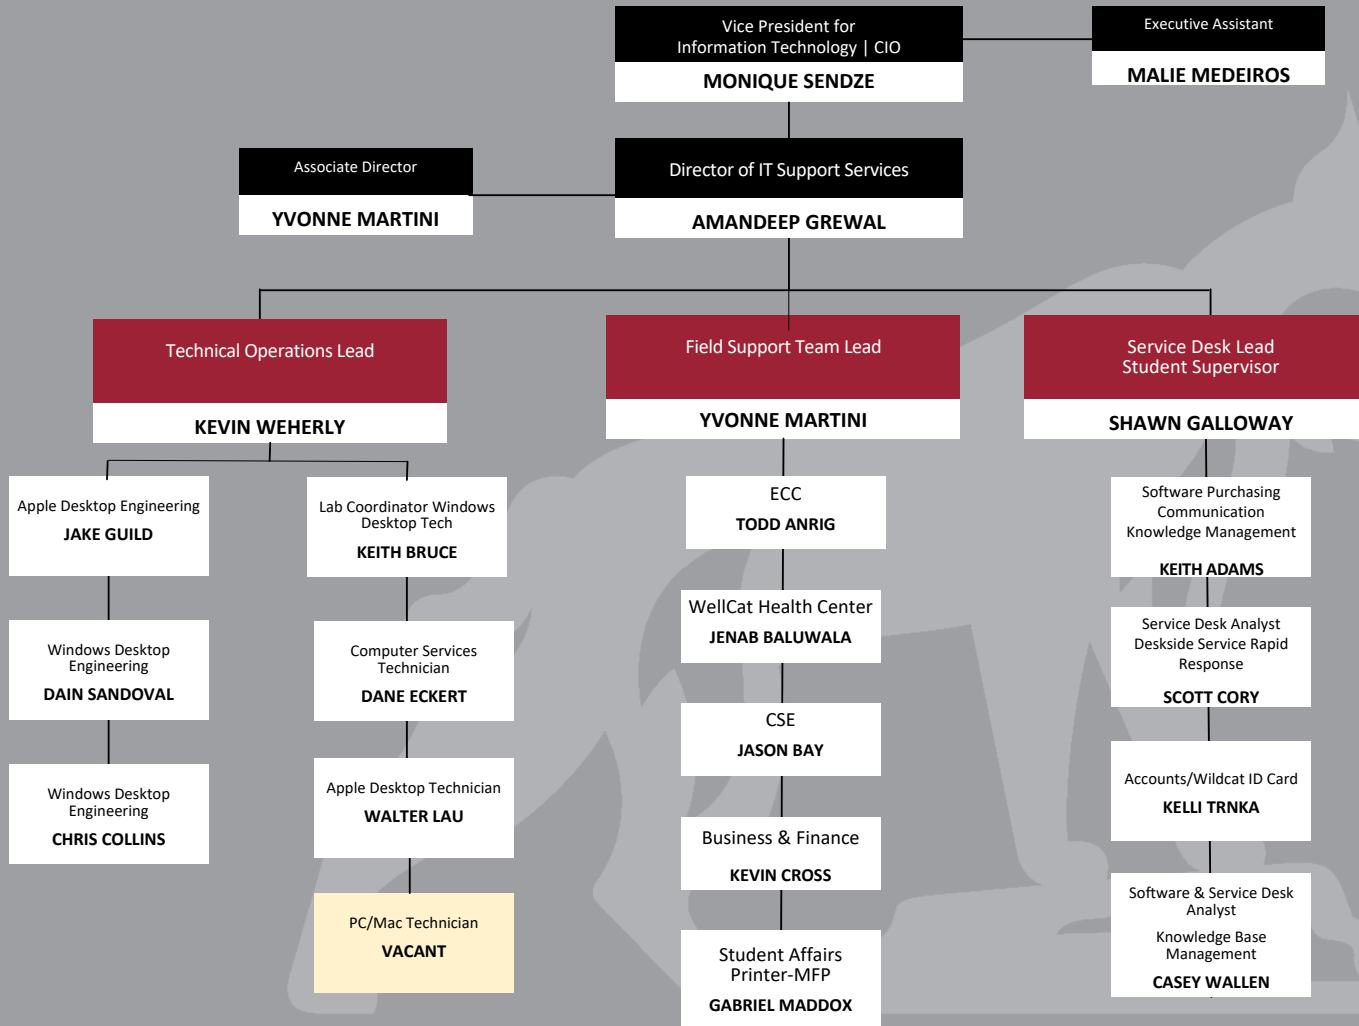 Vice President for
Information Technology | CIO
MONIQUE SENDZE
Executive Assistant
MALIE MEDEIROS
Associate Director
YVONNE MARTINI
Director of IT Support Services
AMANDEEP GREWAL
Technical Operations Lead
KEVIN WEHERLY
Field Support Team Lead
YVONNE MARTINI
Service Desk Lead
Student Supervisor
SHAWN GALLOWAY
Apple Desktop Engineering
JAKE GUILD
Windows Desktop
Engineering
DAIN SANDOVAL
Windows Desktop
Engineering
CHRIS COLLINS
Lab Coordinator Windows
Desktop Tech
KEITH BRUCE
Computer Services
Technician
DANE ECKERT
Apple Desktop Technician
WALTER LAU
PC/Mac Technician
VACANT
ECC
TODD ANRIG
WellCat Health Center
JENAB BALUWALA
CSE
JASON BAY
Business & Finance
KEVIN CROSS
Student Affairs
Printer-MFP
GABRIEL MADDOX
Software Purchasing
Communication
Knowledge Management
KEITH ADAMS
Service Desk Analyst
Deskside Service Rapid
Response
SCOTT CORY
Accounts/Wildcat ID Card
KELLI TRNKA
Software & Service Desk
Analyst
Knowledge Base
Management
CASEY WALLEN